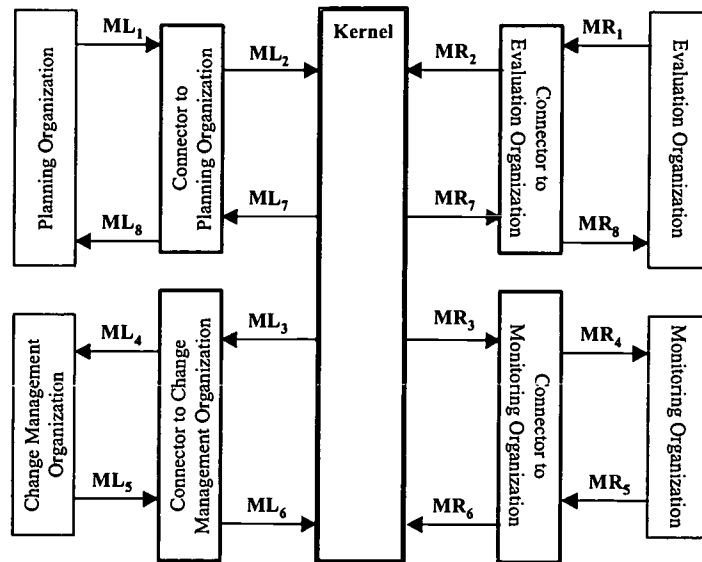 Kernel
ML₁
MR₁
ML₂
MR₂
Planning Organization
Connector to
Planning Organization
Connector to
Evaluation Organization
Evaluation Organization
ML₇
MR₇
ML₈
MR₈
ML₃
MR₃
ML₄
MR₄
Change Management
Organization
Connector to Change
Management Organization
Connector to
Monitoring Organization
Monitoring Organization
ML₅
MR₅
ML₆
MR₆